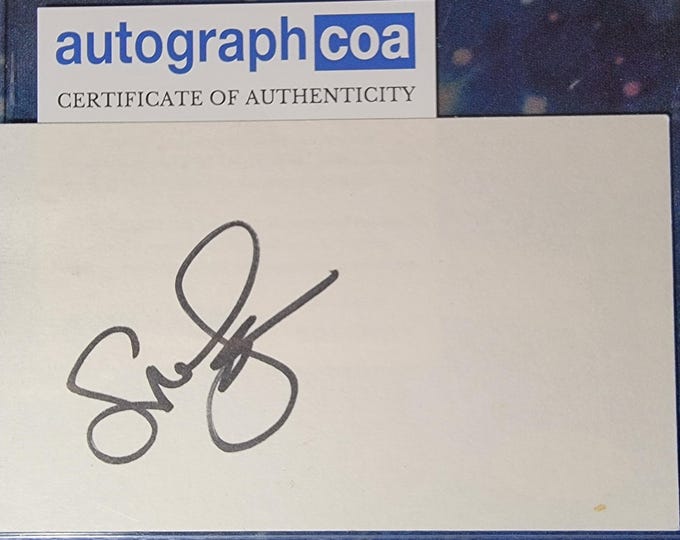 autograph coa
CERTIFICATE OF AUTHENTICITY